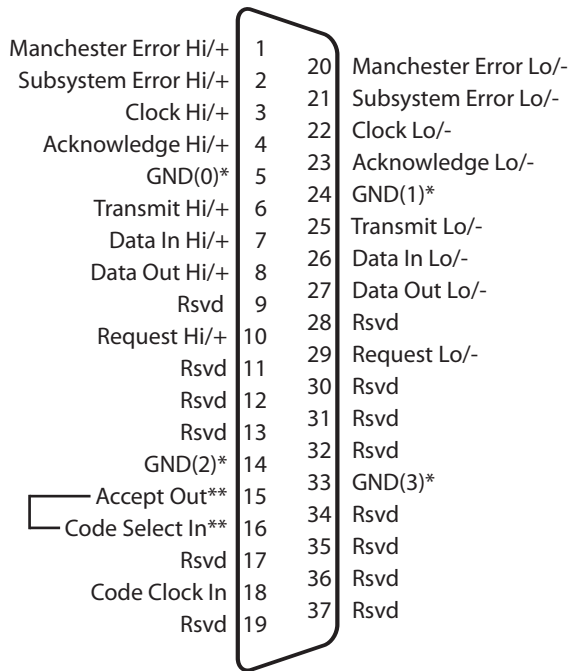 Manchester Error Hi/+ 1
Subsystem Error Hi/+ 2
Clock Hi/+ 3
Acknowledge Hi/+ 4
GND(0)* 5
Transmit Hi/+ 6
Data In Hi/+ 7
Data Out Hi/+ 8
Rsvd 9
Request Hi/+ 10
Rsvd 11
Rsvd 12
Rsvd 13
GND(2)* 14
Accept Out** 15
Code Select In** 16
Rsvd 17
Code Clock In 18
Rsvd 19
20 Manchester Error Lo/-
21 Subsystem Error Lo/-
22 Clock Lo/-
23 Acknowledge Lo/-
24 GND(1)*
25 Transmit Lo/-
26 Data In Lo/-
27 Data Out Lo/-
28 Rsvd
29 Request Lo/-
30 Rsvd
31 Rsvd
32 Rsvd
33 GND(3)*
34 Rsvd
35 Rsvd
36 Rsvd
37 Rsvd